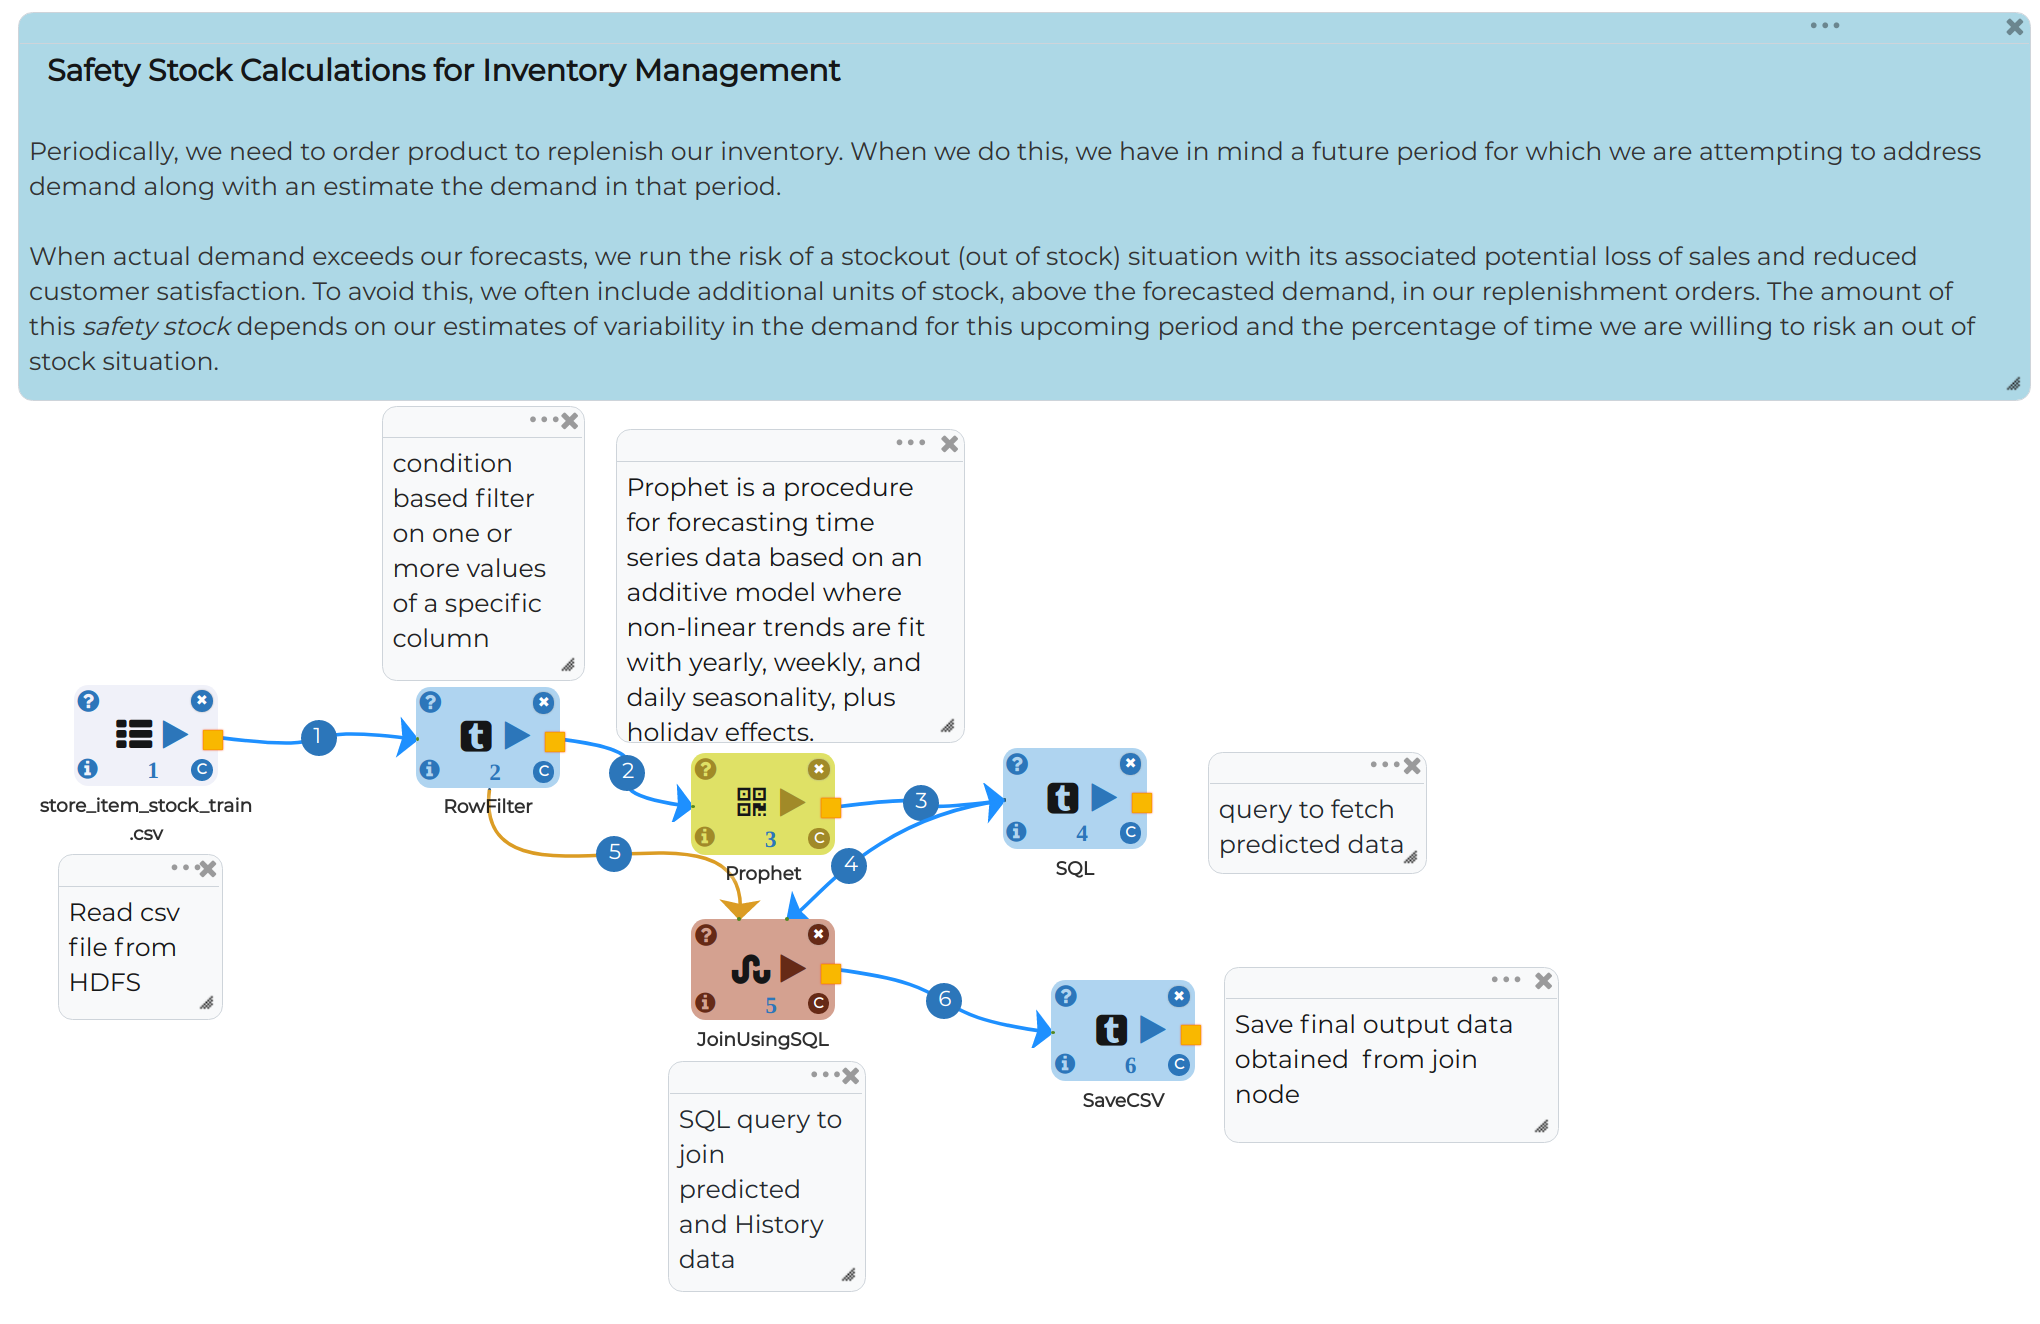 Safety Stock Calculations for Inventory Management
Periodically, we need to order product to replenish our inventory. When we do this, we have in mind a future period for which we are attempting to address
demand along with an estimate the demand in that period.
When actual demand exceeds our forecasts, we run the risk of a stockout (out of stock) situation with its associated potential loss of sales and reduced
customer satisfaction. To avoid this, we often include additional units of stock, above the forecasted demand, in our replenishment orders. The amount of
this safety stock depends on our estimates of variability in the demand for this upcoming period and the percentage of time we are willing to risk an out of
stock situation.
condition
based filter
on one or
more values
of a specific
column
Prophet is a procedure
for forecasting time
series data based on an
additive model where
non-linear trends are fit
with yearly, weekly, and
daily seasonality, plus
holiday effects.
1
C
store_item_stock_train
.csv
Read csv
file from
HDFS
1
t
2
C
RowFilter
2
3
C
Prophet
3
t
4
C
SQL
query to fetch
predicted data
4
5
5
C
JoinUsingSQL
SQL query to
join
predicted
and History
data
6
t
6
C
SaveCSV
Save final output data
obtained  from join
node